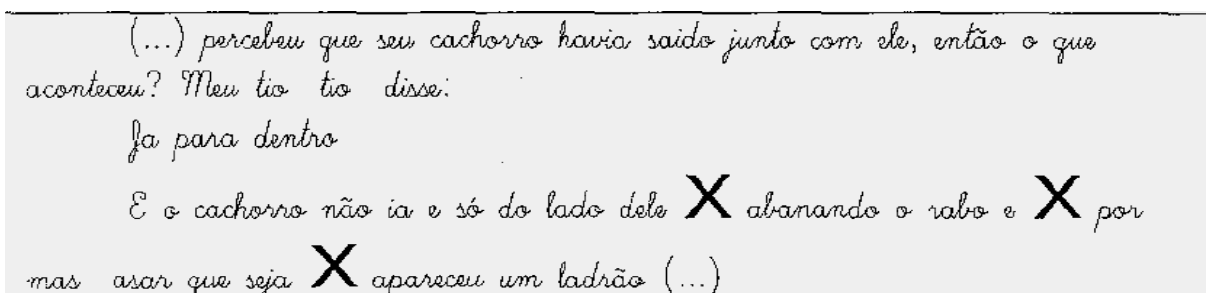 (...) percebeu que seu cachorro havia saido junto com ele, então o que
aconteceu? Meu tio tio disse:
Ja para dentro
E o cachorro não ia e só do lado dele X abanando o rabo e X por
mas asar que seja X apareceu um ladrão (...)